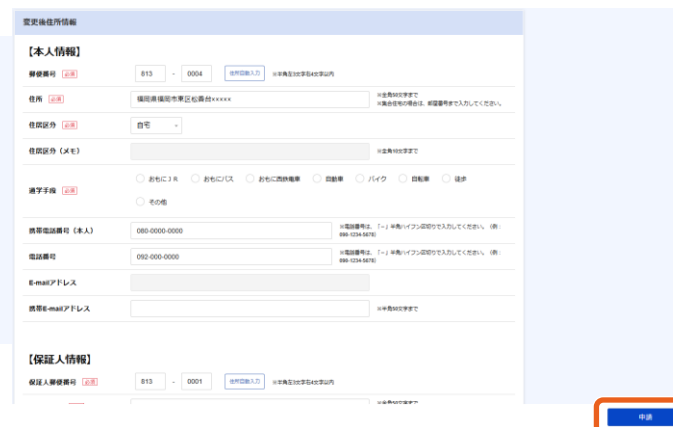 変更後住所情報
【本人情報】
郵便番号 必須 813 - 0004 住所自動入力 ※半角左3文字右4文字以内
住所 必須 福岡県福岡市東区松香台××××× ※全角50文字まで
※集合住宅の場合は、部屋番号まで入力してください。
住居区分 必須 自宅
住居区分（メモ） ※全角10文字まで
通学手段 必須 おもにＪＲ おもにバス おもに西鉄電車 自動車 バイク 自転車 徒歩
その他
携帯電話番号（本人） 080-0000-0000 ※電話番号は、「-」半角ハイフン区切りで入力してください。（例：
098-1234-5678）
電話番号 092-000-0000 ※電話番号は、「-」半角ハイフン区切りで入力してください。（例：
098-1234-5678）
E-mailアドレス
携帯E-mailアドレス ※半角50文字まで
【保証人情報】
保証人郵便番号 必須 813 - 0001 住所自動入力 ※半角左3文字右4文字以内
申請